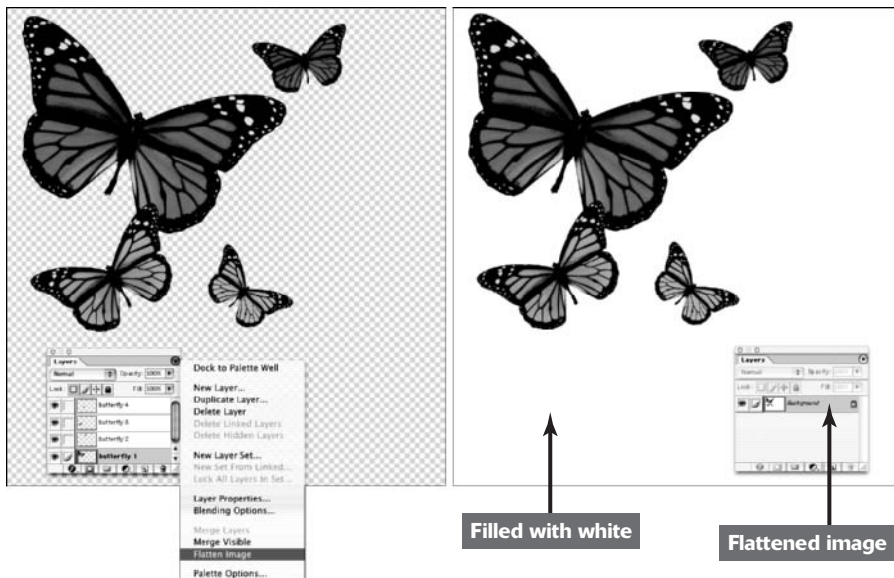 Layers
Normal Opacity: 100%
Lock: Fill: 100%
butterfly 4
butterfly 3
butterfly 2
butterfly 1
Dock to Palette Well
New Layer...
Duplicate Layer...
Delete Layer
Delete Linked Layers
Delete Hidden Layers
New Layer Set...
New Set From Linked...
Lock All Layers In Set...
Layer Properties...
Blending Options...
Merge Layers
Merge Visible
Flatten Image
Palette Options...
Layers
Normal Opacity: 100%
Lock: Fill: 100%
Background
Filled with white
Flattened image